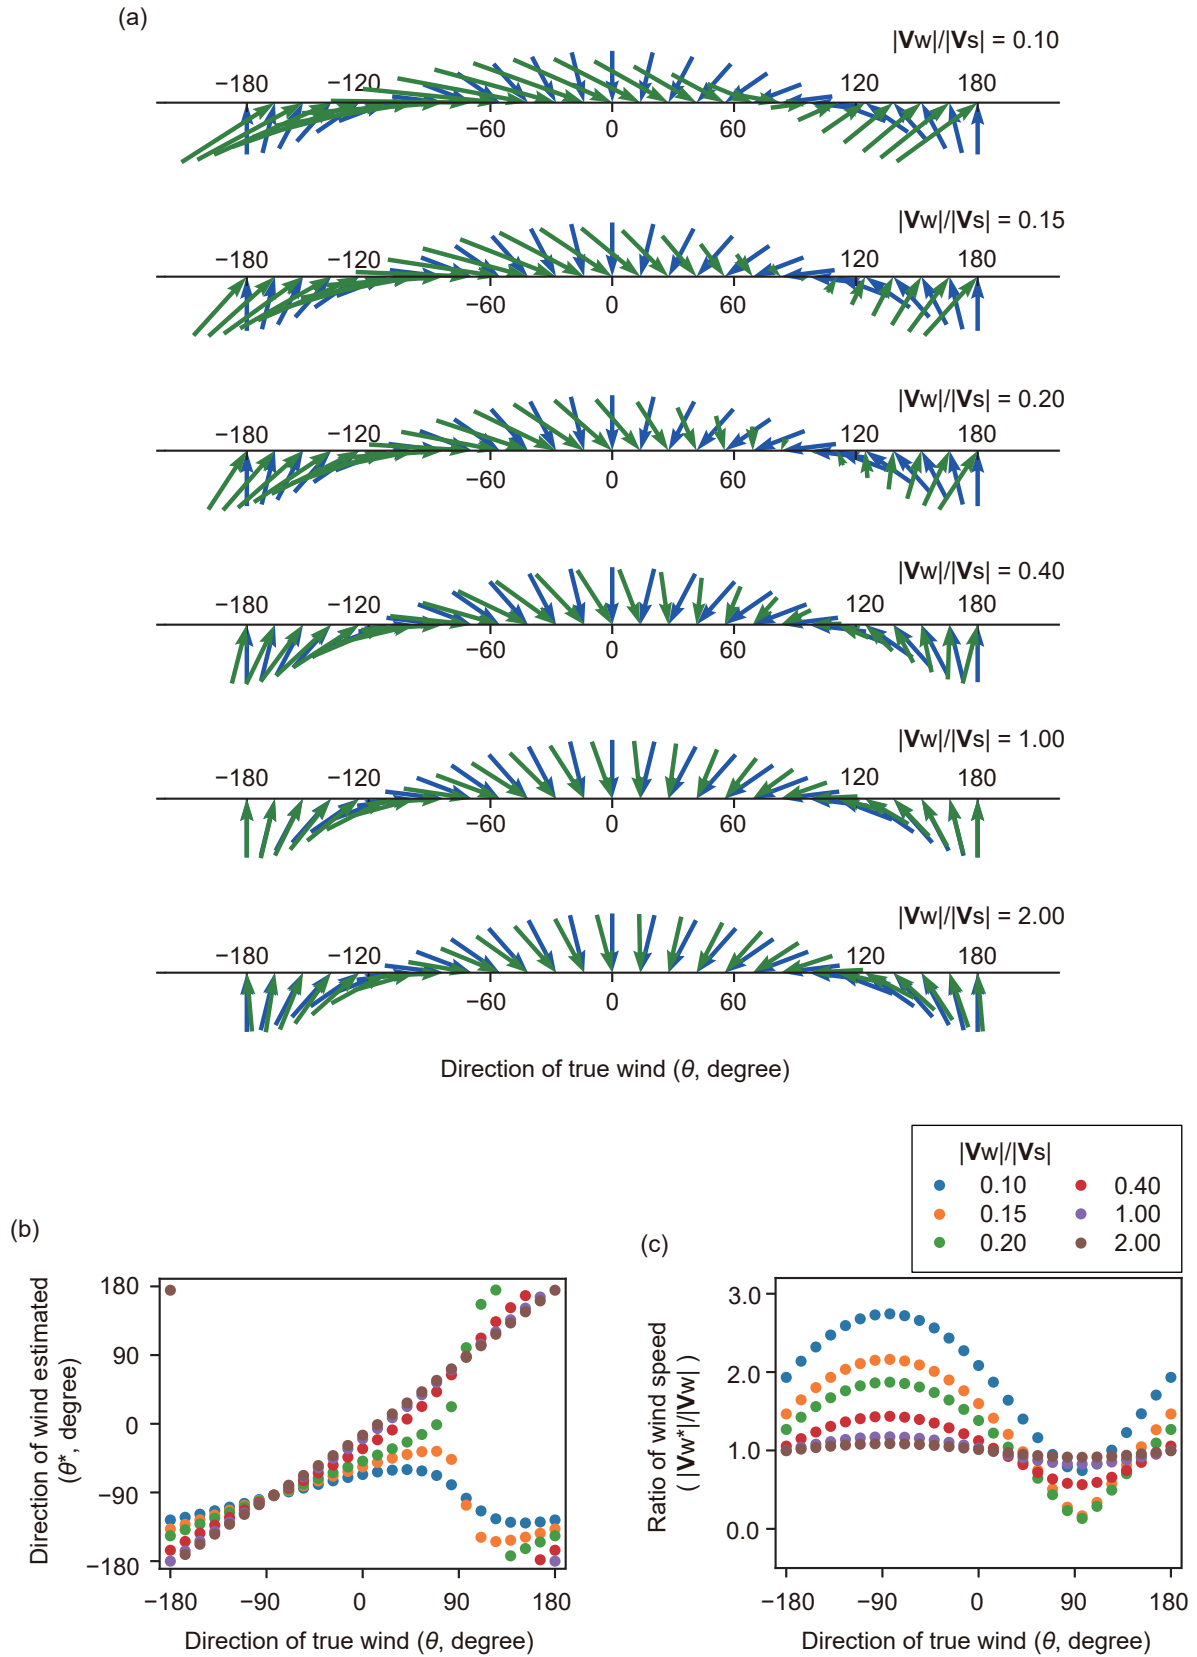 (a)
|Vw|/|Vs| = 0.10
−180 −120 120 180
−60 0 60
|Vw|/|Vs| = 0.15
−180 −120 120 180
−60 0 60
|Vw|/|Vs| = 0.20
−180 −120 120 180
−60 0 60
|Vw|/|Vs| = 0.40
−180 −120 120 180
−60 0 60
|Vw|/|Vs| = 1.00
−180 −120 120 180
−60 0 60
|Vw|/|Vs| = 2.00
−180 −120 120 180
−60 0 60
Direction of true wind (θ, degree)
|Vw|/|Vs|
0.10 0.40
0.15 1.00
0.20 2.00
(b)
Direction of wind estimated
(θ*, degree)
180
90
0
−90
−180
−180 −90 0 90 180
Direction of true wind (θ, degree)
(c)
Ratio of wind speed
( |Vw*|/|Vw| )
3.0
2.0
1.0
0.0
−180 −90 0 90 180
Direction of true wind (θ, degree)